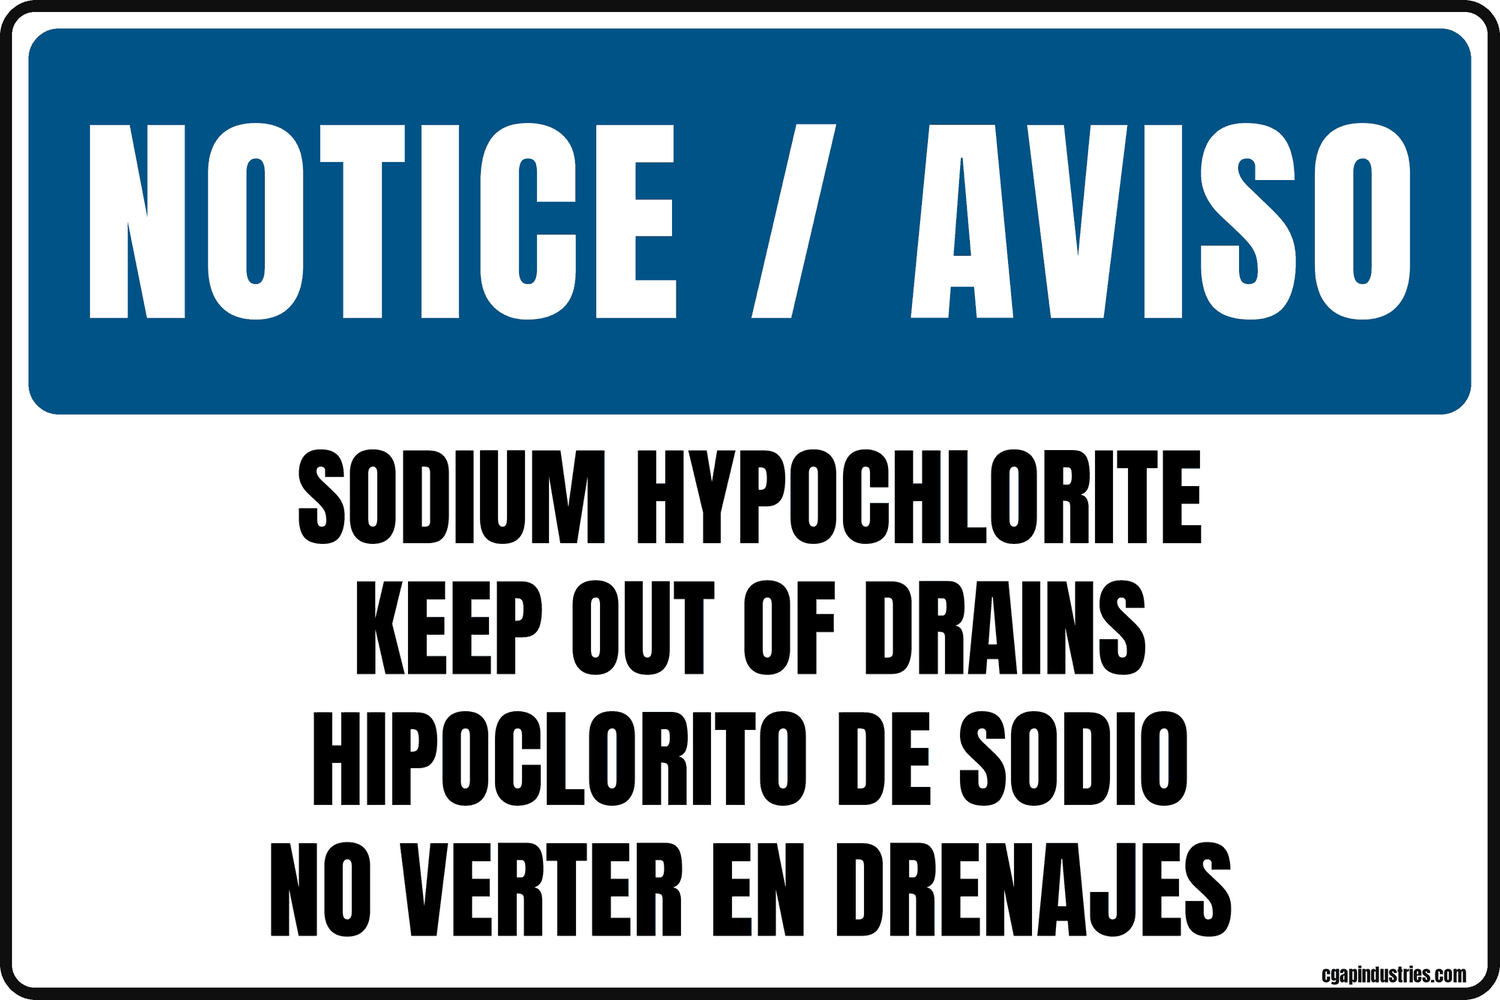 NOTICE / AVISO
SODIUM HYPOCHLORITE
KEEP OUT OF DRAINS
HIPOCLORITO DE SODIO
NO VERTER EN DRENAJES
cgapindustries.com